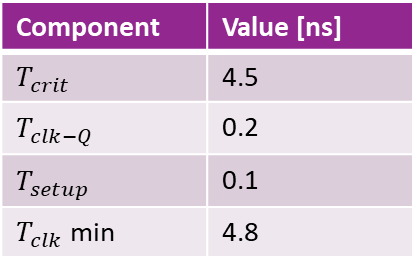 Component Value [ns]
T_crit 4.5
T_clk−Q 0.2
T_setup 0.1
T_clk min 4.8